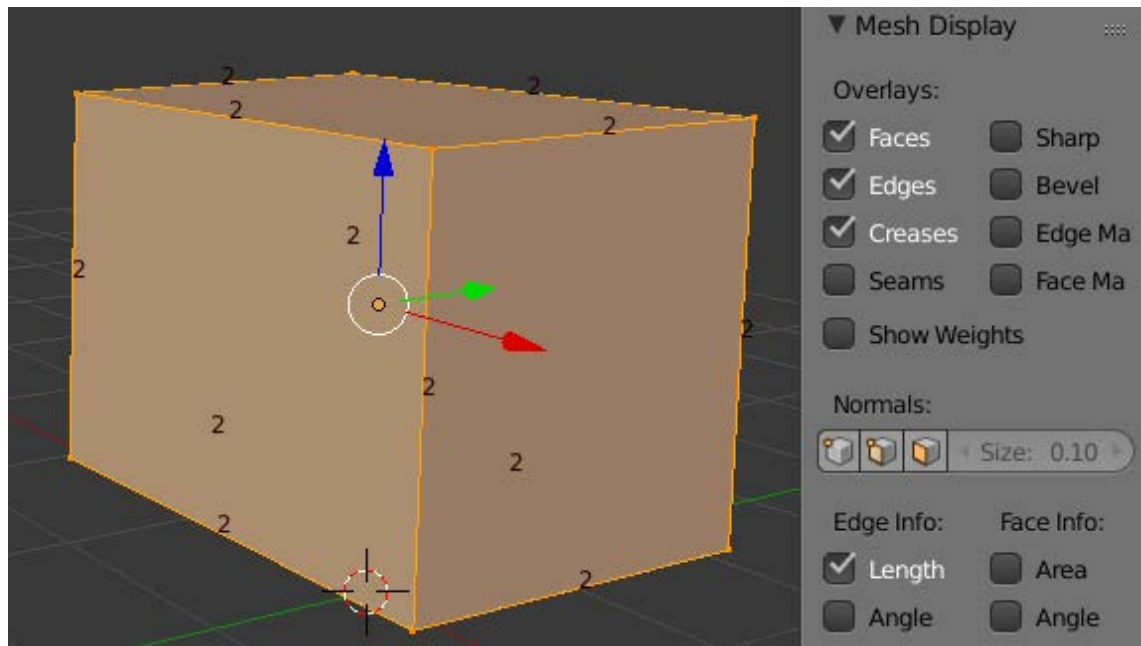 2
2
2
2
2
2
2
2
2
2
2
2
Mesh Display
Overlays:
Faces
Sharp
Edges
Bevel
Creases
Edge Ma
Seams
Face Ma
Show Weights
Normals:
Size: 0.10
Edge Info:
Face Info:
Length
Area
Angle
Angle